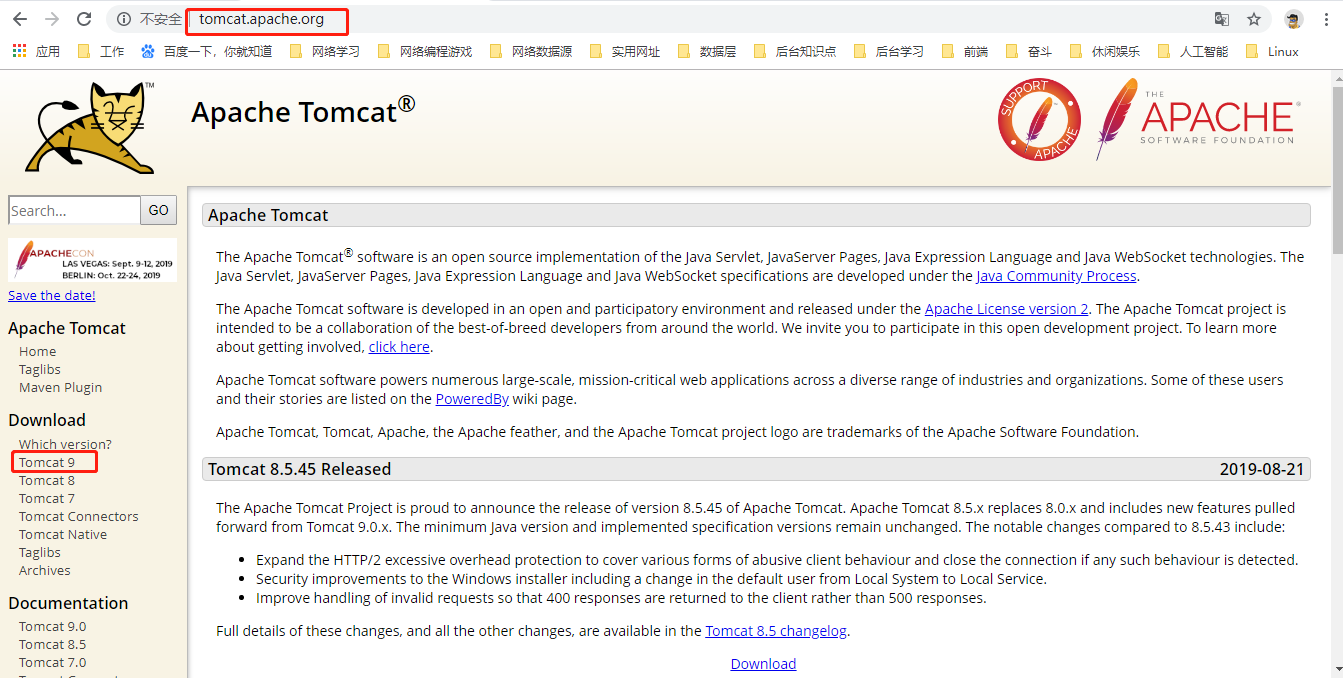 不安全 tomcat.apache.org
应用 工作 百度一下，你就知道 网络学习 网络编程游戏 网络数据源 实用网址 数据层 后台知识点 后台学习 前端 奋斗 休闲娱乐 人工智能 Linux
TM
Apache Tomcat®
SUPPORT APACHE
THE
APACHE®
SOFTWARE FOUNDATION
Search... GO
APACHECON
LAS VEGAS: Sept. 9-12, 2019
BERLIN: Oct. 22-24, 2019
Save the date!
Apache Tomcat
Home
Taglibs
Maven Plugin
Download
Which version?
Tomcat 9
Tomcat 8
Tomcat 7
Tomcat Connectors
Tomcat Native
Taglibs
Archives
Documentation
Tomcat 9.0
Tomcat 8.5
Tomcat 7.0
Apache Tomcat
The Apache Tomcat® software is an open source implementation of the Java Servlet, JavaServer Pages, Java Expression Language and Java WebSocket technologies. The
Java Servlet, JavaServer Pages, Java Expression Language and Java WebSocket specifications are developed under the Java Community Process.
The Apache Tomcat software is developed in an open and participatory environment and released under the Apache License version 2. The Apache Tomcat project is
intended to be a collaboration of the best-of-breed developers from around the world. We invite you to participate in this open development project. To learn more
about getting involved, click here.
Apache Tomcat software powers numerous large-scale, mission-critical web applications across a diverse range of industries and organizations. Some of these users
and their stories are listed on the PoweredBy wiki page.
Apache Tomcat, Tomcat, Apache, the Apache feather, and the Apache Tomcat project logo are trademarks of the Apache Software Foundation.
Tomcat 8.5.45 Released 2019-08-21
The Apache Tomcat Project is proud to announce the release of version 8.5.45 of Apache Tomcat. Apache Tomcat 8.5.x replaces 8.0.x and includes new features pulled
forward from Tomcat 9.0.x. The minimum Java version and implemented specification versions remain unchanged. The notable changes compared to 8.5.43 include:
• Expand the HTTP/2 excessive overhead protection to cover various forms of abusive client behaviour and close the connection if any such behaviour is detected.
• Security improvements to the Windows installer including a change in the default user from Local System to Local Service.
• Improve handling of invalid requests so that 400 responses are returned to the client rather than 500 responses.
Full details of these changes, and all the other changes, are available in the Tomcat 8.5 changelog.
Download